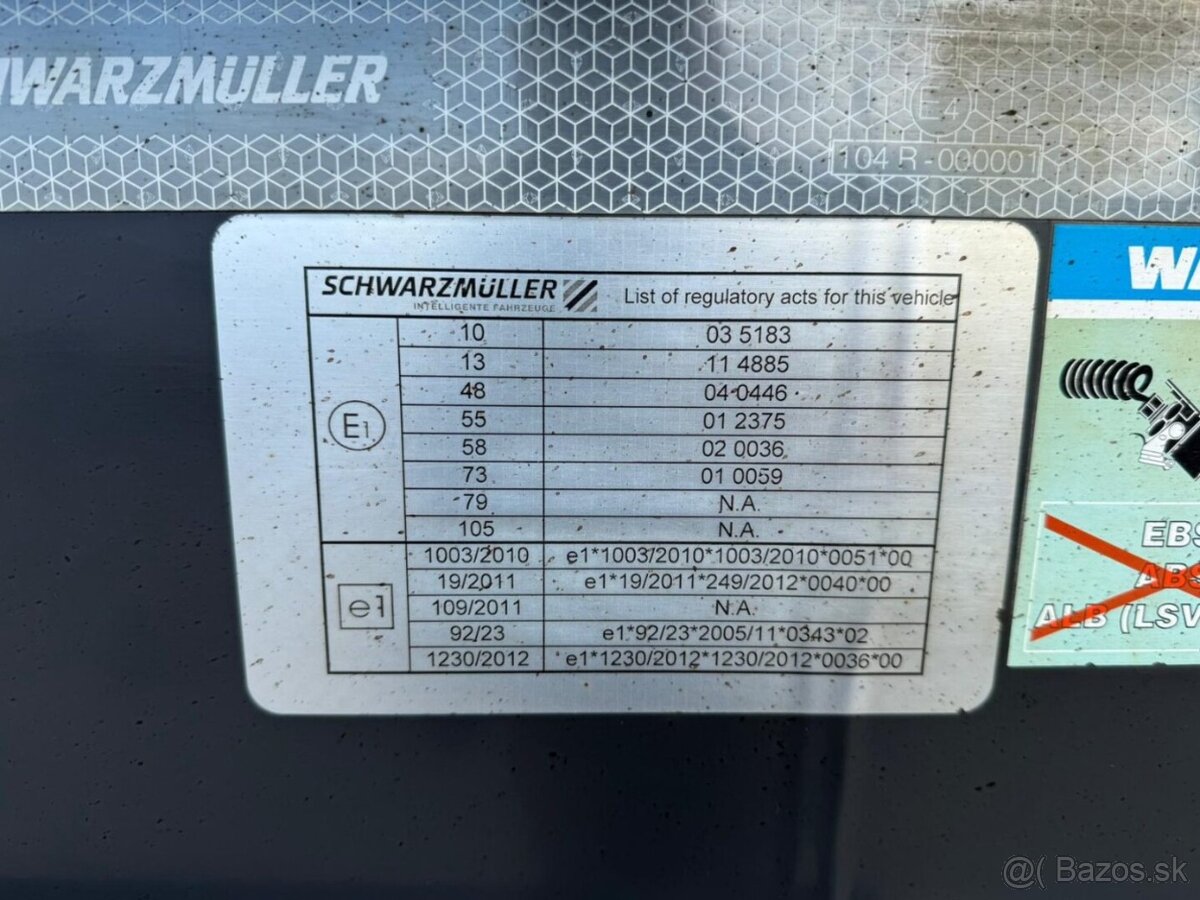 HWARZMÜLLER
C
E4
104 R - 000001
SCHWARZMÜLLER
INTELLIGENTE FAHRZEUGE
List of regulatory acts for this vehicle
E1
10 03 5183
13 11 4885
48 04 0446
55 01 2375
58 02 0036
73 01 0059
79 N.A.
105 N.A.
e1
1003/2010 e1*1003/2010*1003/2010*0051*00
19/2011 e1*19/2011*249/2012*0040*00
109/2011 N.A.
92/23 e1*92/23*2005/11*0343*02
1230/2012 e1*1230/2012*1230/2012*0036*00
WA
EBS
ABS
ALB (LSV
@( Bazos.sk